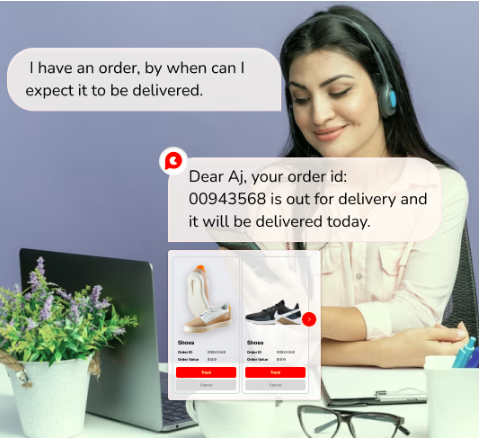 I have an order, by when can I
expect it to be delivered.
Dear Aj, your order id:
00943568 is out for delivery and
it will be delivered today.
Shoes
Shoes
Order ID 00943568
Order ID 00943568
Order Value
Order Value
Track
Track
Cancel
Cancel